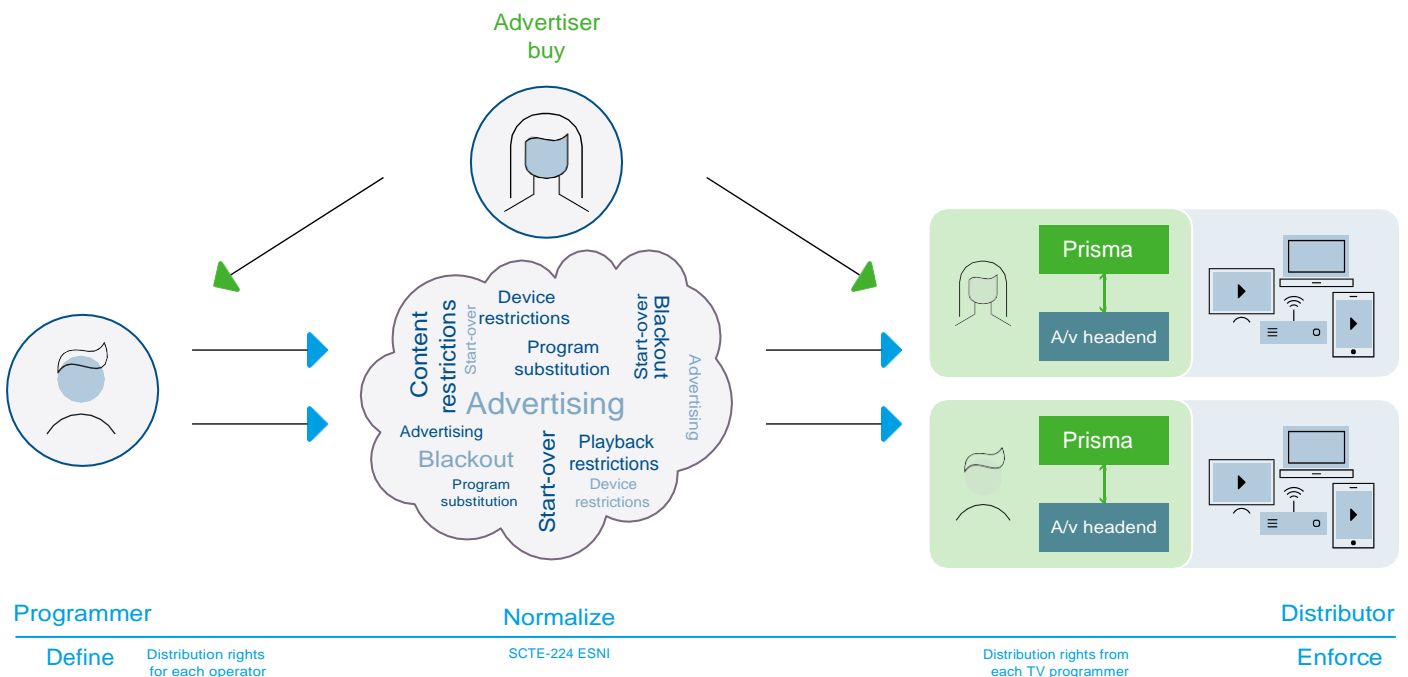 Advertiser
buy
Device
restrictions
Content
restrictions
Start-over
Program
substitution
Start-over
Blackout
Advertising
Advertising
Advertising
Blackout
Program
substitution
Start-over
Playback
restrictions
Device
restrictions
Prisma
A/v headend
Prisma
A/v headend
Programmer
Normalize
Distributor
Define
Distribution rights
for each operator
SCTE-224 ESNI
Distribution rights from
each TV programmer
Enforce